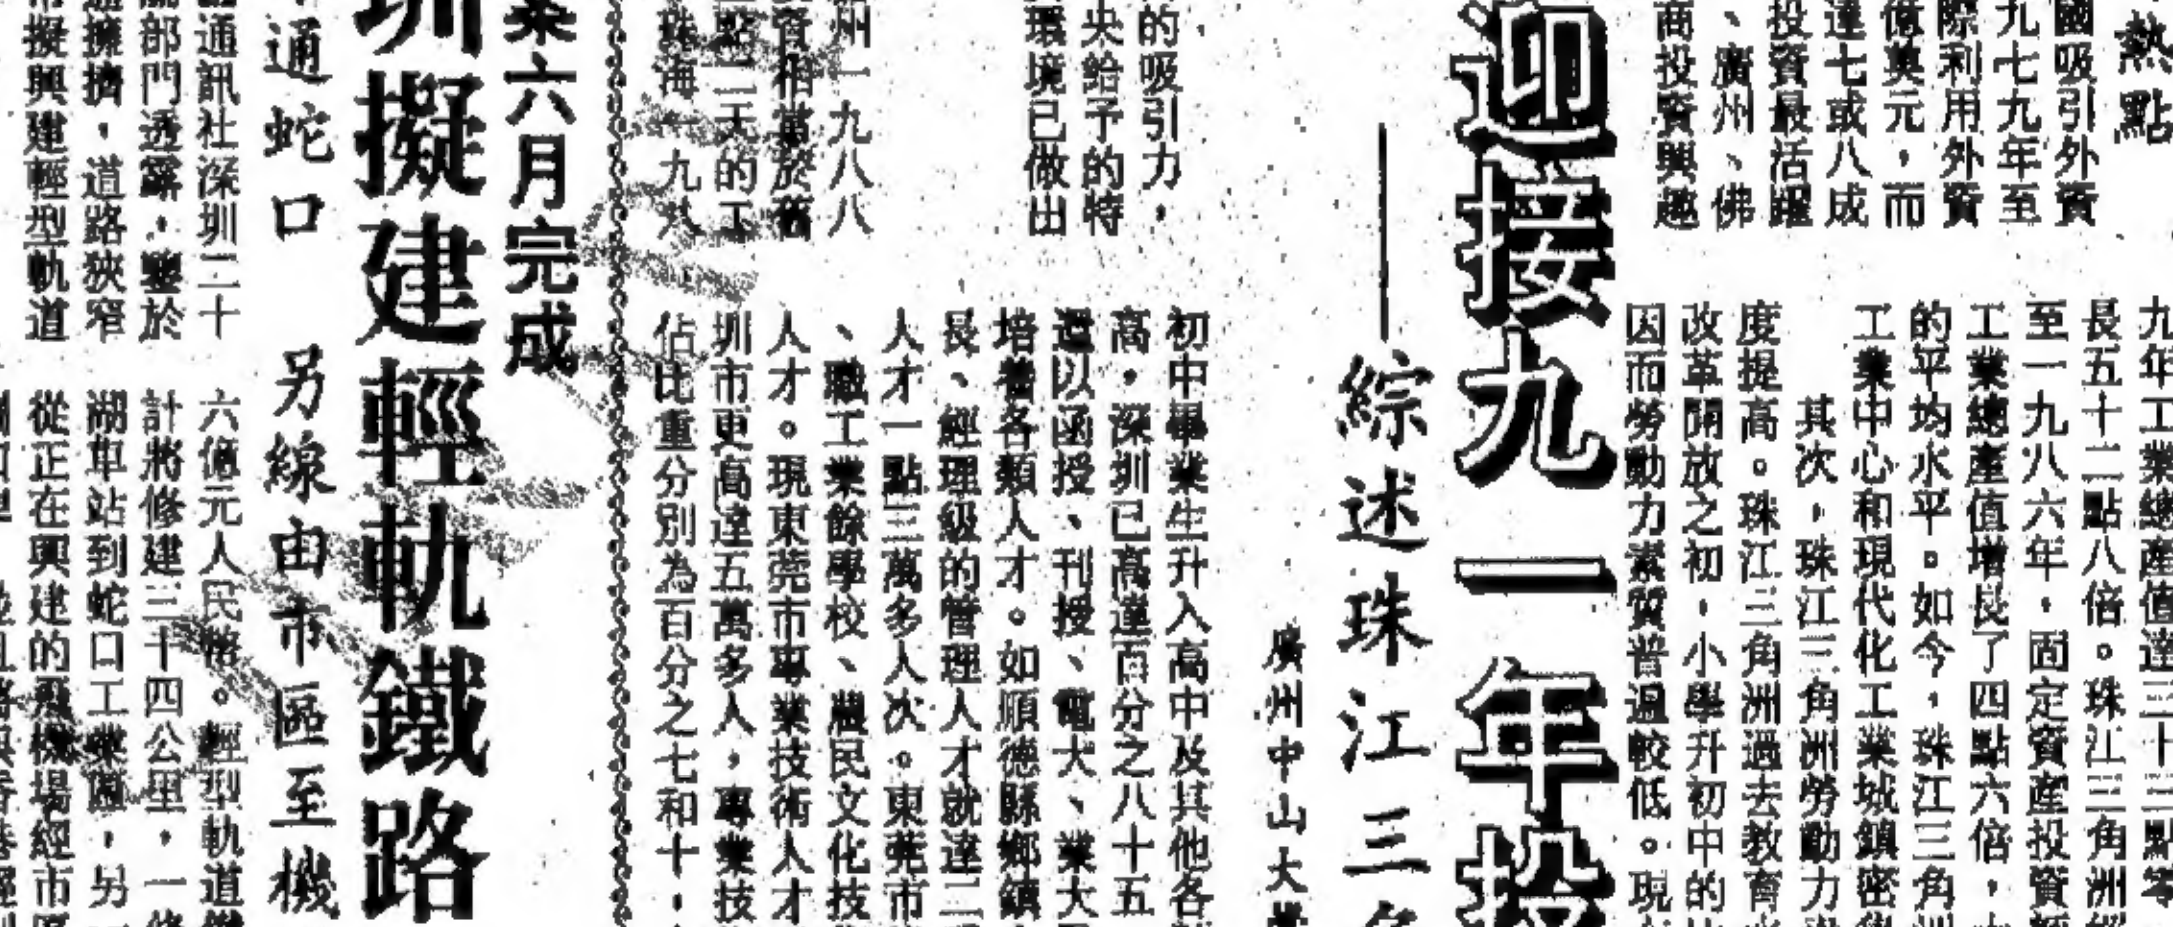 熱點
國吸引外資
九七九年至
際利用外資
億美元，而
達七或八成
投資最活躍
、廣州、佛
商投資興趣
九年工業總產值達三十三點零
長五十二點八倍。珠江三角洲
至一九八六年，固定資產投資
工業總產值增長了四點六倍，
的平均水平。如今，珠江三角
工業中心和現代化工業城鎮密
其次，珠江三角洲勞動力
度提高。珠江三角洲過去教育
改革開放之初，小學升初中的
因而勞動力素質普遍較低。現
迎接九一年投
——綜述珠江三
廣州中山大
的吸引力，
央給予的特
環境已做出
州一九八八
資相當於舊
點二天的工
珠海一九八
初中畢業生升入高中及其他各
高，深圳已高達百分之八十五
還以函授、刊授、電大、業大
培養各類人才。如順德縣鄉鎮
長、經理級的管理人才就達二
人才一點三萬多人次。東莞市
、職工業餘學校、農民文化技
人才。現東莞市專業技術人才
圳市更高達五萬多人，專業技
佔比重分別為百分之七和十，
案六月完成
圳擬建輕軌鐵路
通蛇口　另線由市區至機
通訊社深圳二十
部門透露，鑒於
擁擠，道路狹窄
擬興建輕型軌道
六億元人民幣。輕型軌道
計將修建三十四公里，一條
湖車站到蛇口工業區，另
從正在興建的飛機場經市區